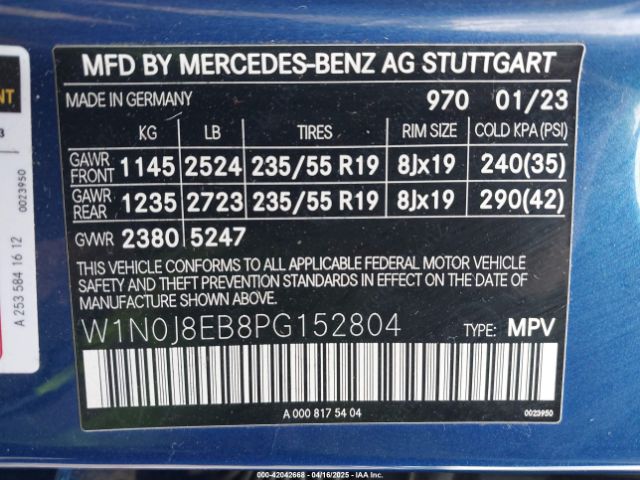 MFD BY MERCEDES-BENZ AG STUTTGART
MADE IN GERMANY 970 01/23
KG LB TIRES RIM SIZE COLD KPA (PSI)
GAWR FRONT 1145 2524 235/55 R19 8Jx19 240(35)
GAWR REAR 1235 2723 235/55 R19 8Jx19 290(42)
GVWR 2380 5247
THIS VEHICLE CONFORMS TO ALL APPLICABLE FEDERAL MOTOR VEHICLE
SAFETY AND THEFT PREVENTION STANDARDS IN EFFECT ON THE DATE OF
MANUFACTURE SHOWN ABOVE.
W1N0J8EB8PG152804 TYPE: MPV
A 000 817 54 04 0023950
A 253 584 16 12 0023950
000-42042668 - 04/16/2025 - IAAI.com